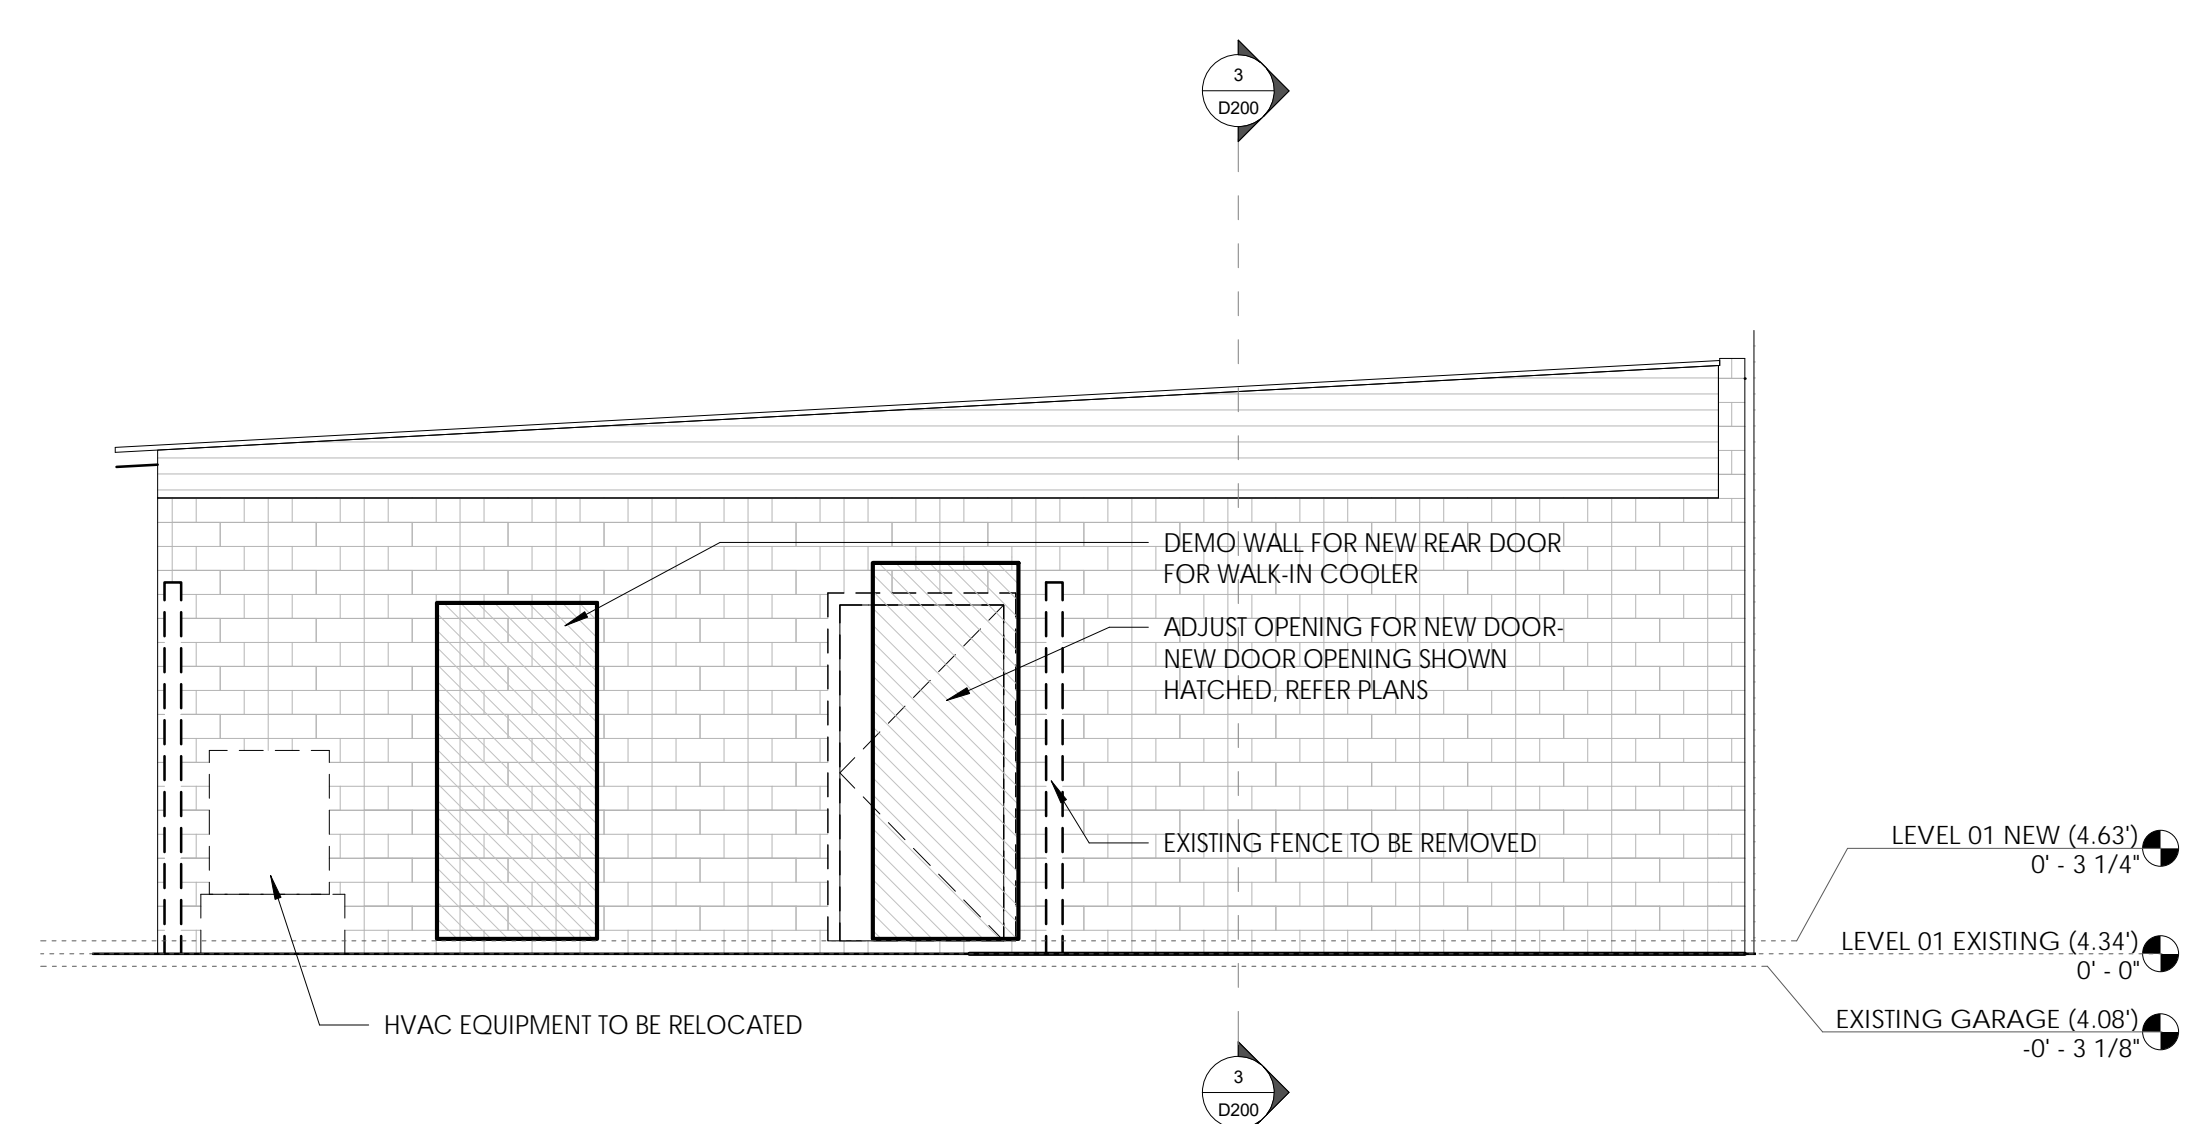 3
D200
DEMO WALL FOR NEW REAR DOOR
FOR WALK-IN COOLER
ADJUST OPENING FOR NEW DOOR-
NEW DOOR OPENING SHOWN
HATCHED, REFER PLANS
EXISTING FENCE TO BE REMOVED
LEVEL 01 NEW (4.63')
0' - 3 1/4"
LEVEL 01 EXISTING (4.34')
0' - 0"
EXISTING GARAGE (4.08')
-0' - 3 1/8"
HVAC EQUIPMENT TO BE RELOCATED
3
D200